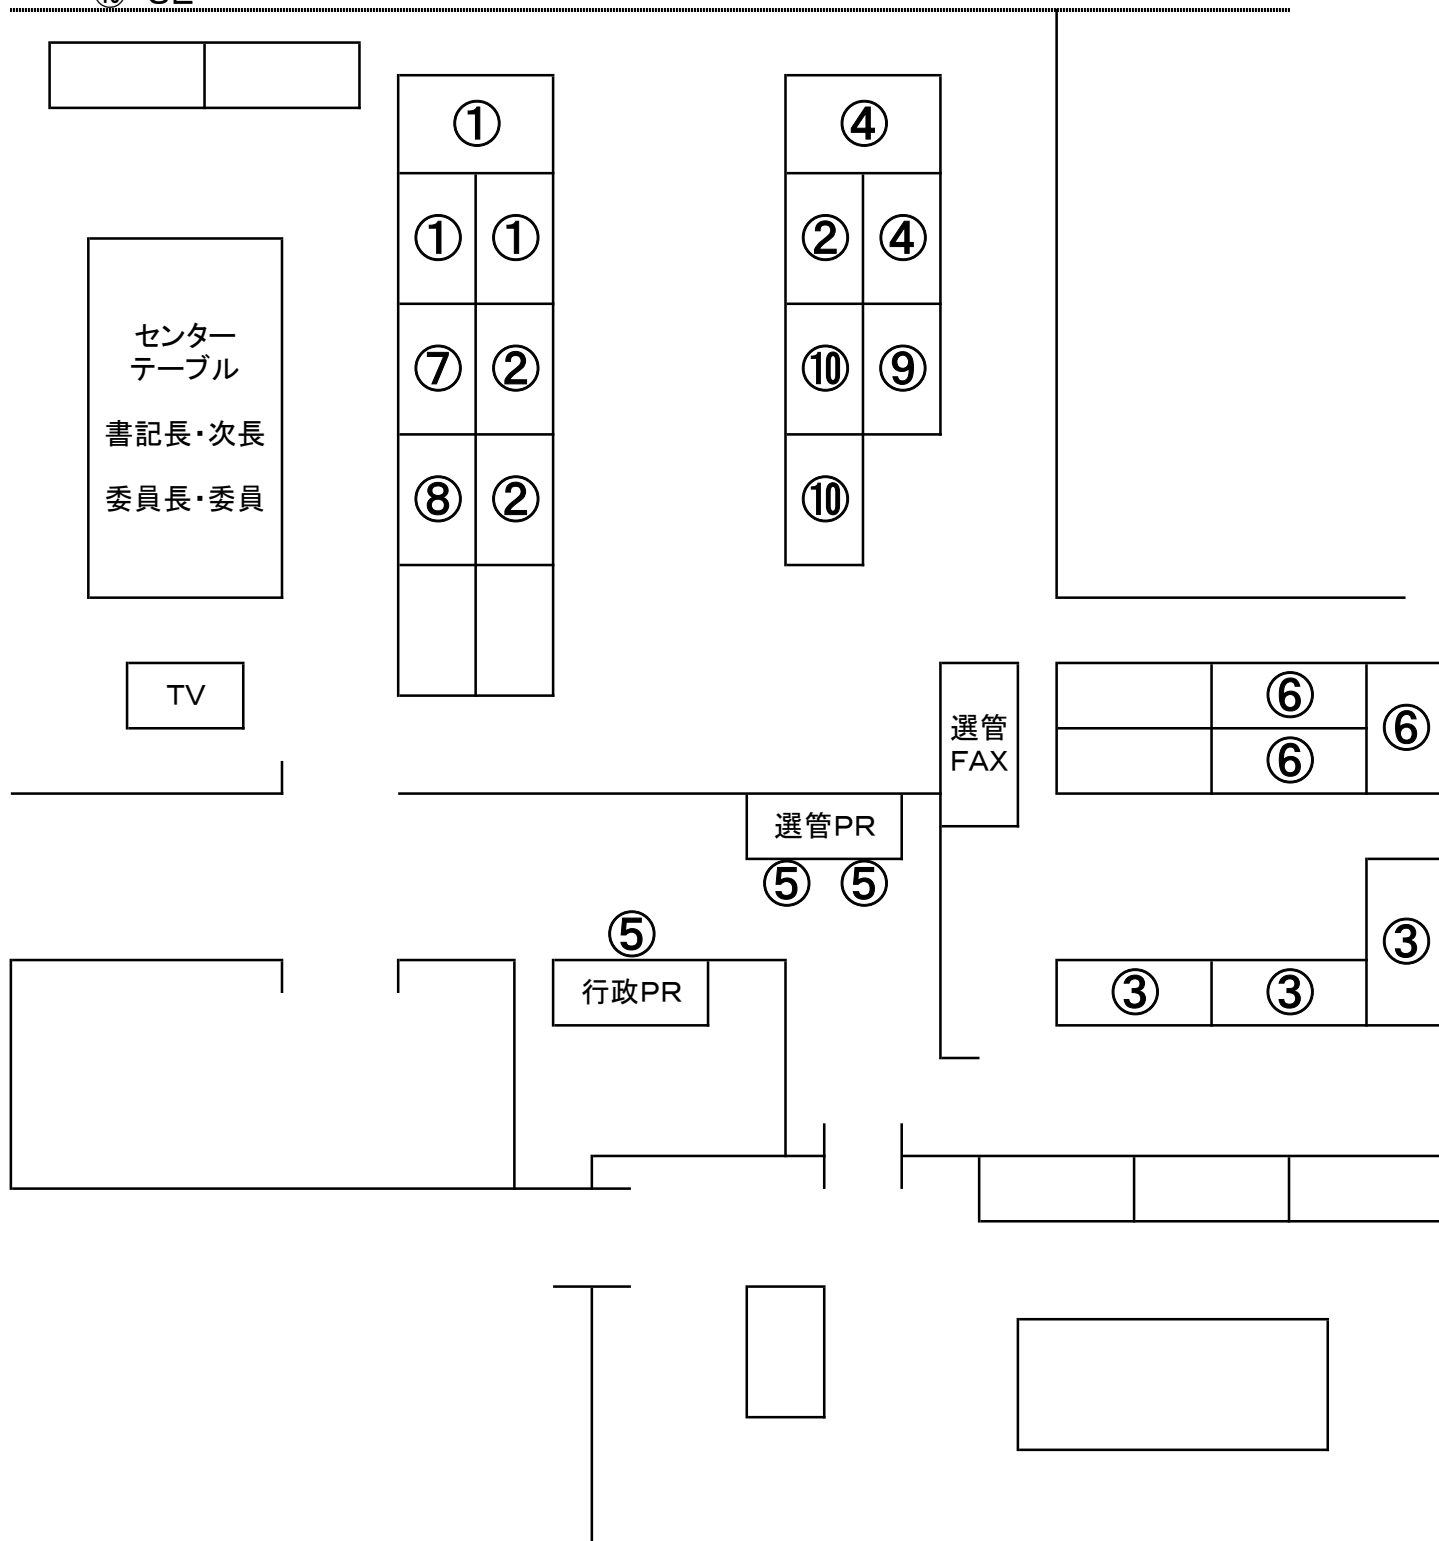 ①
④
①
①
②
④
センター
テーブル
書記長・次長
委員長・委員
⑦
②
⑩
⑨
⑧
②
⑩
TV
選管
FAX
⑥
⑥
⑥
選管PR
⑤
⑤
⑤
行政PR
③
③
③